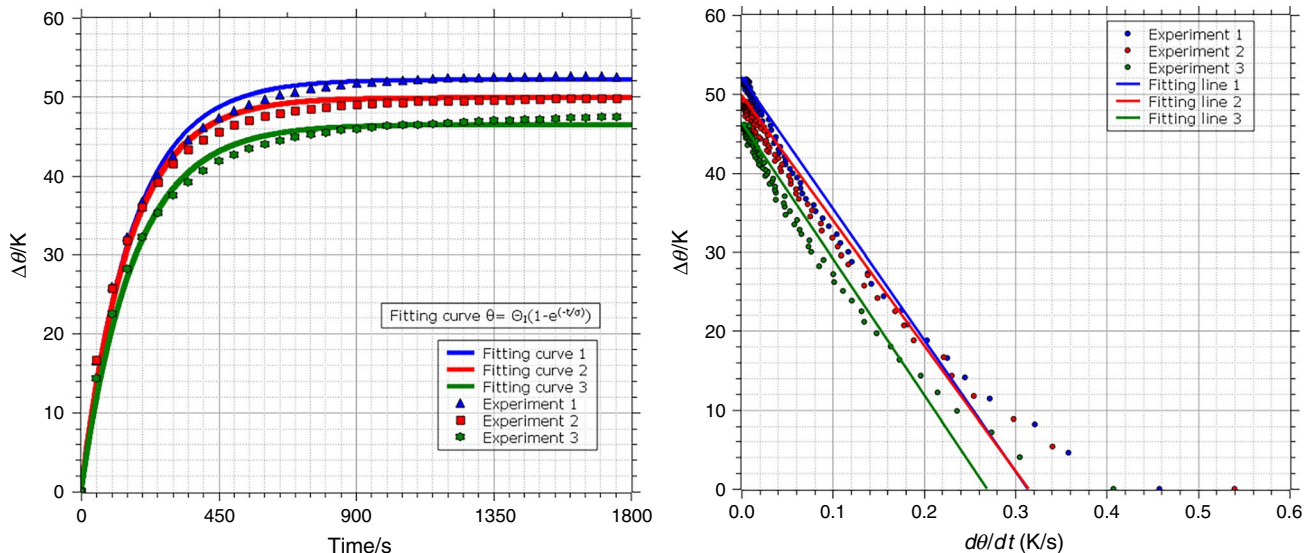 60
50
40
30
20
10
0
Δθ/K
0
450
900
1350
1800
Time/s
Fitting curve θ= Θ₁(1-e^(-t/σ))
Fitting curve 1
Fitting curve 2
Fitting curve 3
Experiment 1
Experiment 2
Experiment 3
60
50
40
30
20
10
0
Δθ/K
0.0
0.1
0.2
0.3
0.4
0.5
0.6
dθ/dt (K/s)
Experiment 1
Experiment 2
Experiment 3
Fitting line 1
Fitting line 2
Fitting line 3